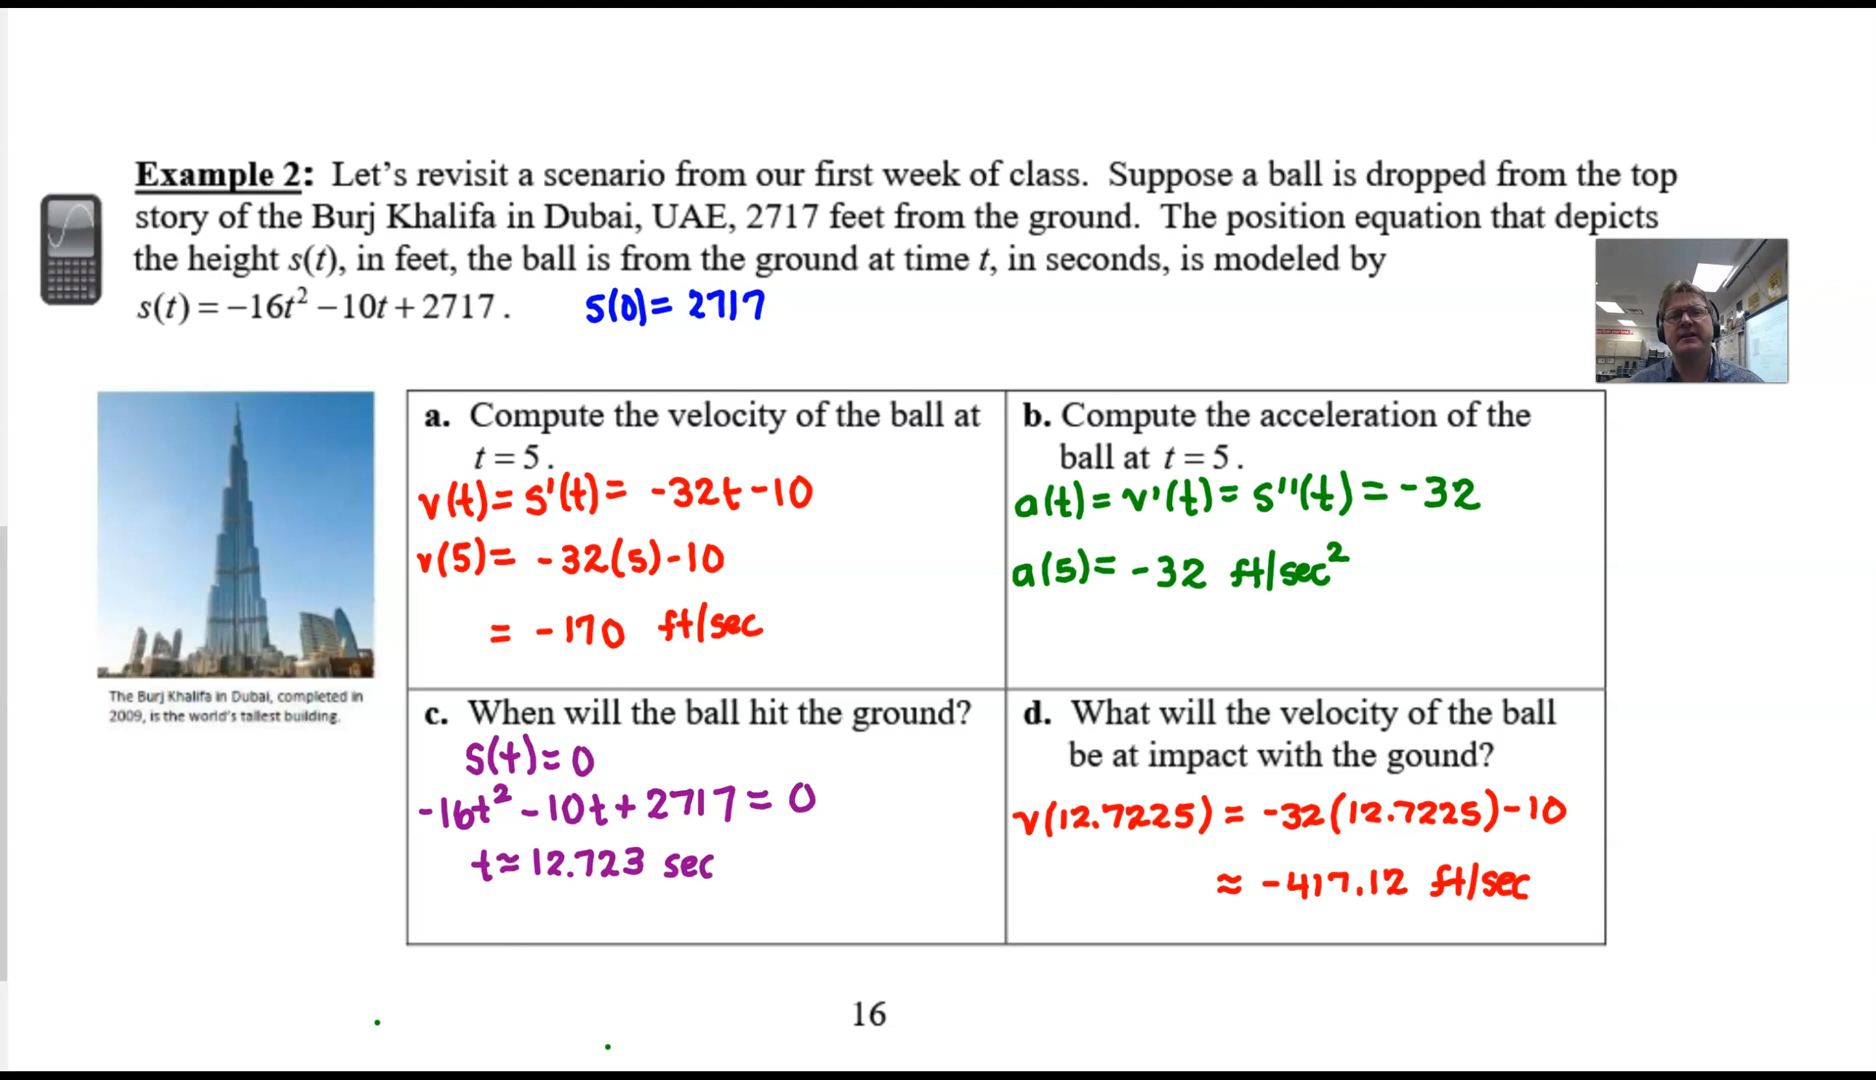 Example 2: Let's revisit a scenario from our first week of class. Suppose a ball is dropped from the top
story of the Burj Khalifa in Dubai, UAE, 2717 feet from the ground. The position equation that depicts
the height s(t), in feet, the ball is from the ground at time t, in seconds, is modeled by
s(t) = −16t² − 10t + 2717. s(0) = 2717
The Burj Khalifa in Dubai, completed in
2009, is the world's tallest building.
a. Compute the velocity of the ball at
t = 5.
v(t) = s'(t) = -32t - 10
v(5) = -32(5) - 10
= -170 ft/sec
b. Compute the acceleration of the
ball at t = 5.
a(t) = v'(t) = s''(t) = -32
a(5) = -32 ft/sec²
c. When will the ball hit the ground?
s(t) = 0
-16t² - 10t + 2717 = 0
t ≈ 12.723 sec
d. What will the velocity of the ball
be at impact with the gound?
v(12.7225) = -32(12.7225) - 10
≈ -417.12 ft/sec
16